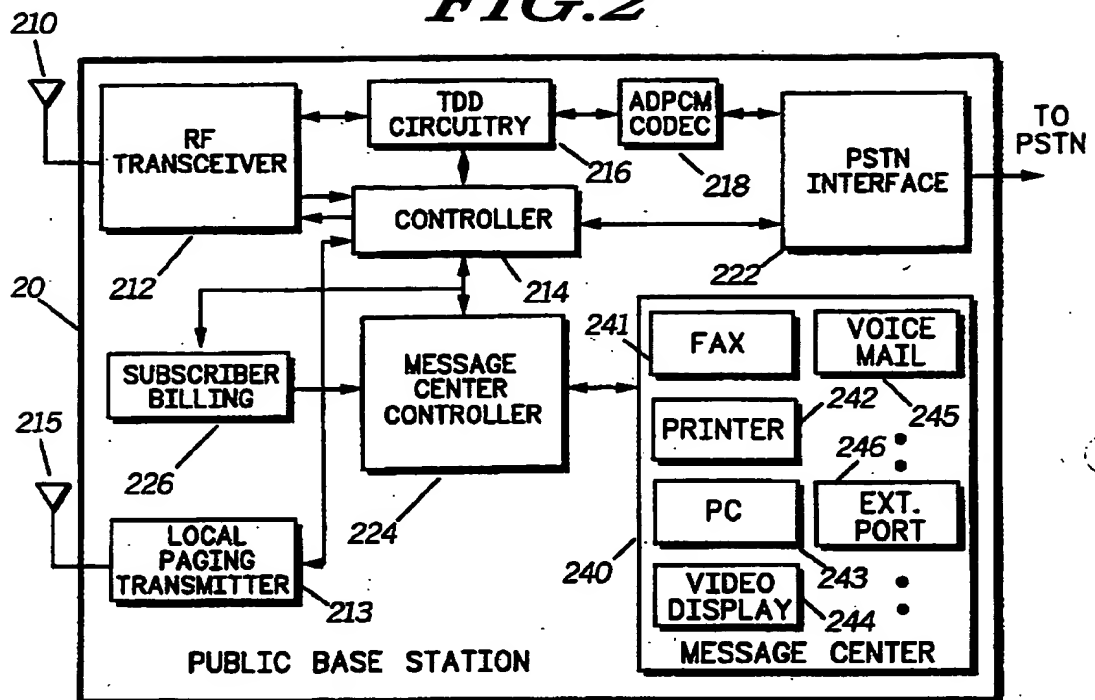 FIG.2
210
RF
TRANSCEIVER
TDD
CIRCUITRY
ADPCM
CODEC
PSTN
INTERFACE
TO
PSTN
216
218
CONTROLLER
212
214
222
20
SUBSCRIBER
BILLING
MESSAGE
CENTER
CONTROLLER
241
FAX
VOICE
MAIL
242
245
PRINTER
246
215
226
224
PC
EXT.
PORT
LOCAL
PAGING
TRANSMITTER
213
240
243
VIDEO
DISPLAY
244
MESSAGE CENTER
PUBLIC BASE STATION